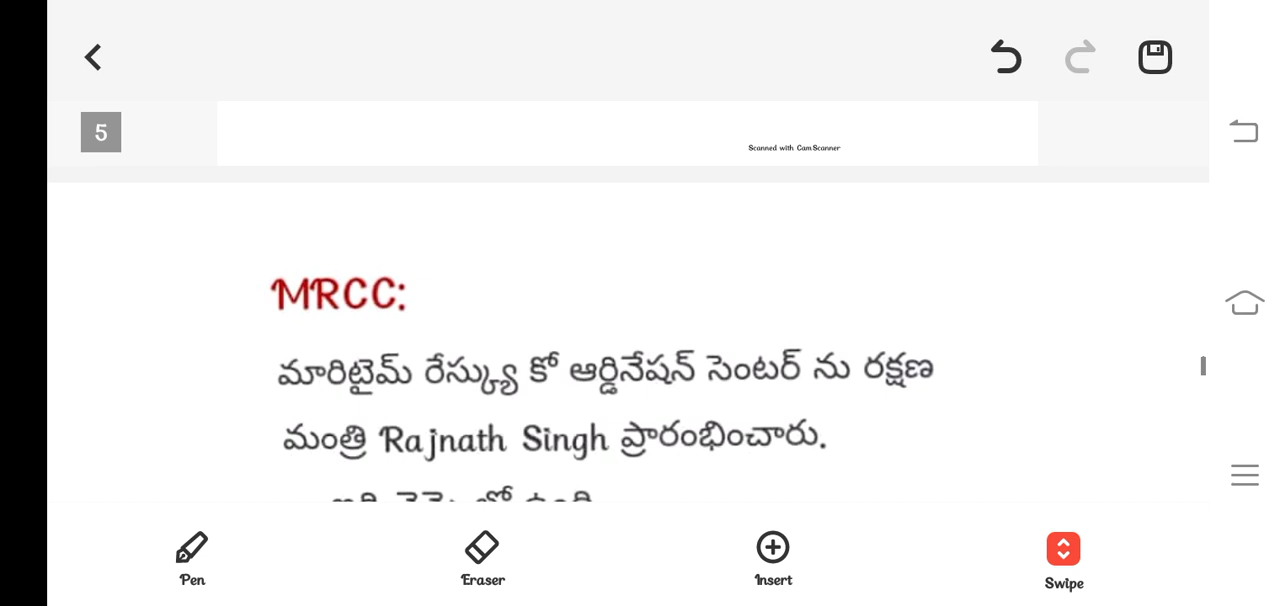 5
Scanned with CamScanner
MRCC:
మారిటైమ్ రేస్క్యు కో ఆర్డినేషన్ సెంటర్ ను రక్షణ
మంత్రి Rajnath Singh ప్రారంభించారు.
Pen
Eraser
Insert
Swipe